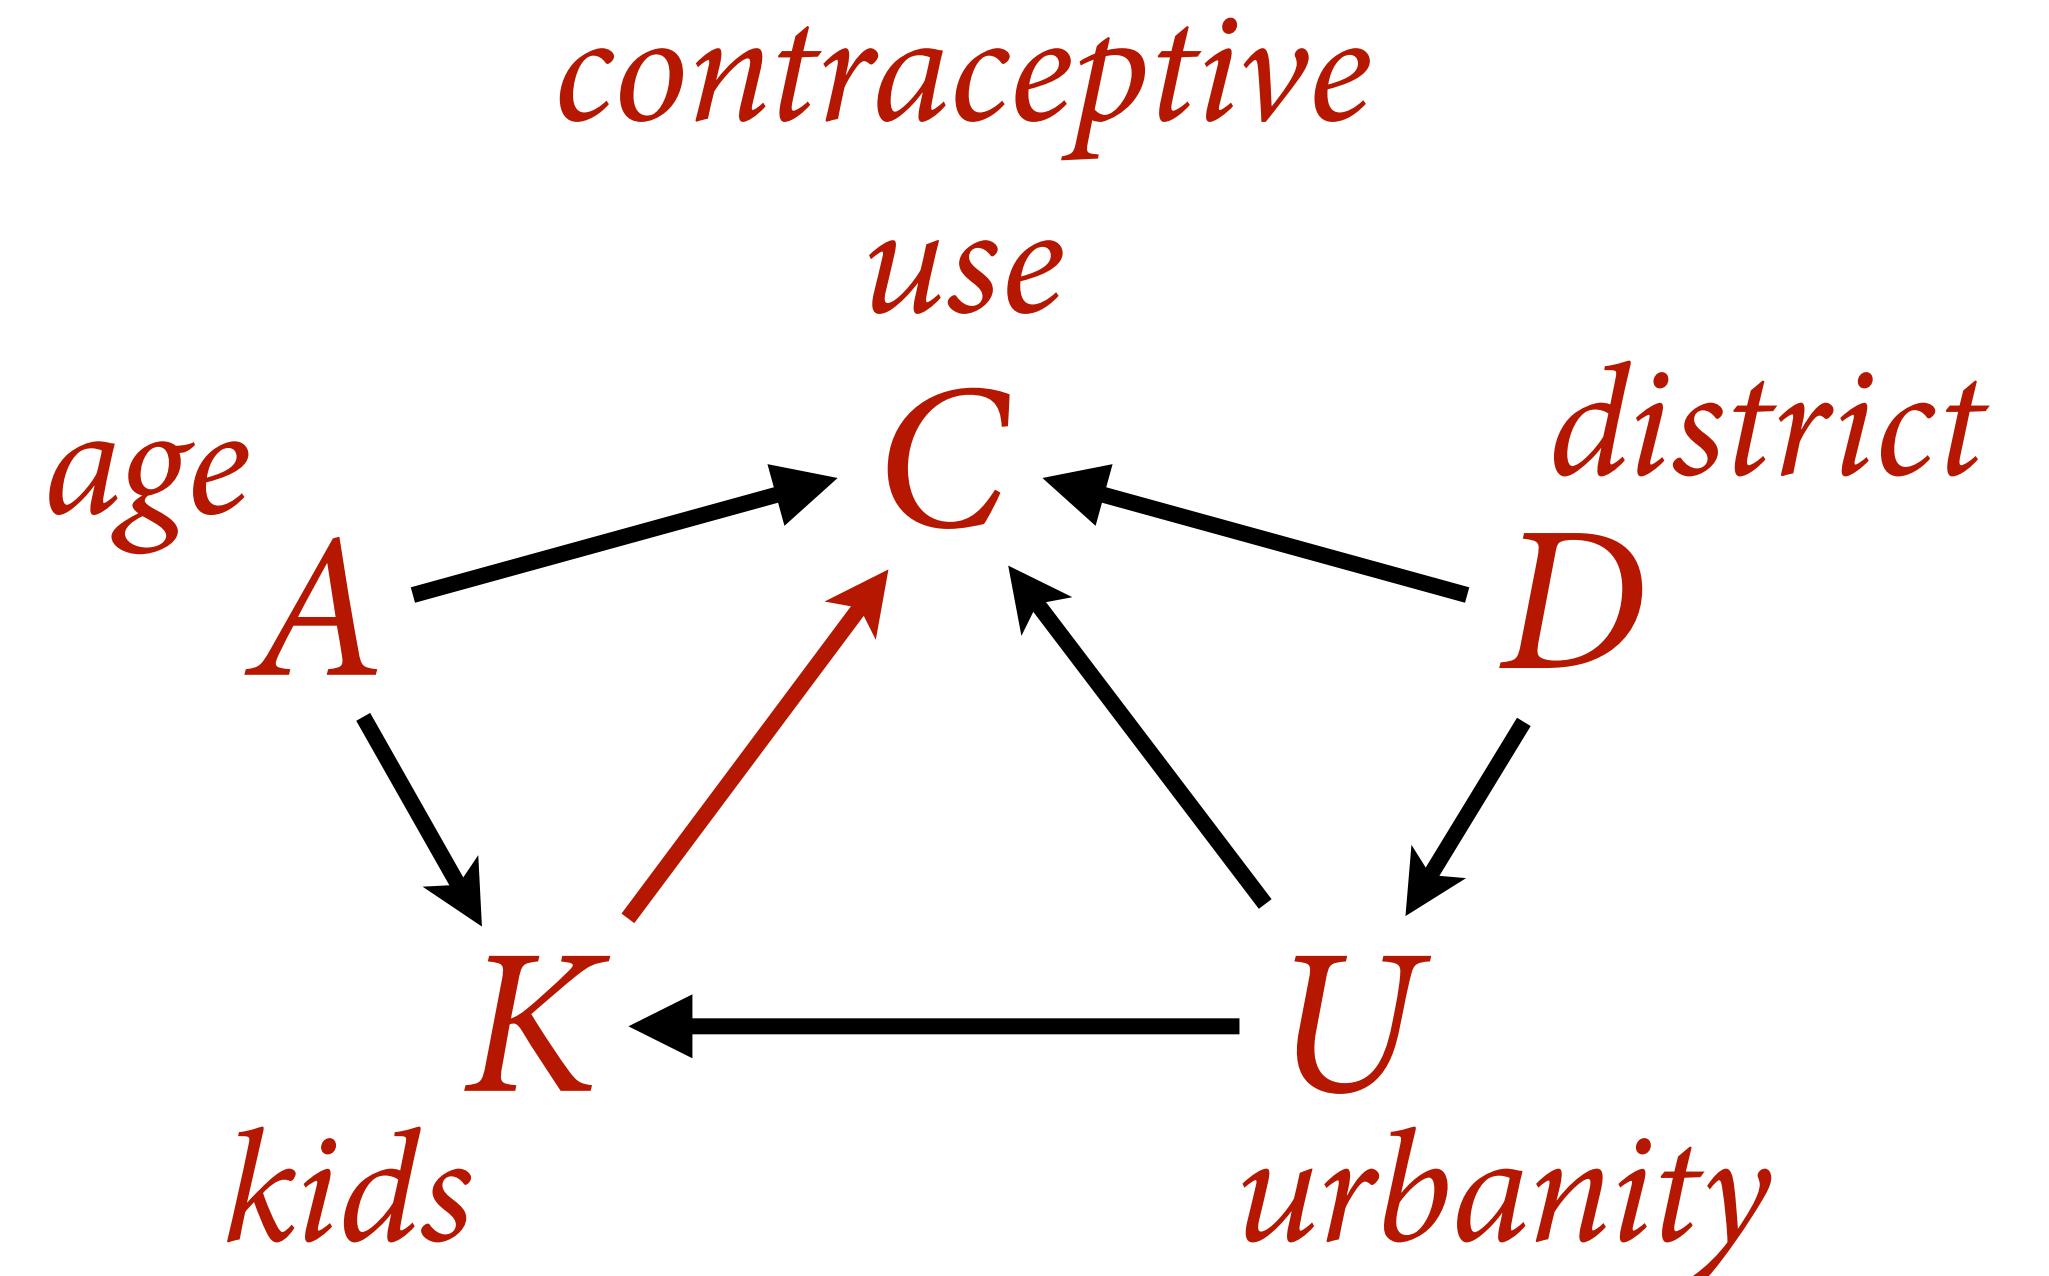 contraceptive
use
C
age
district
A
D
K
U
kids
urbanity